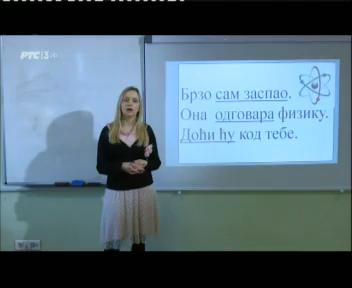 РТС 3
Брзо сам заспао.
Она одговара физику.
Доћи ћу код тебе.